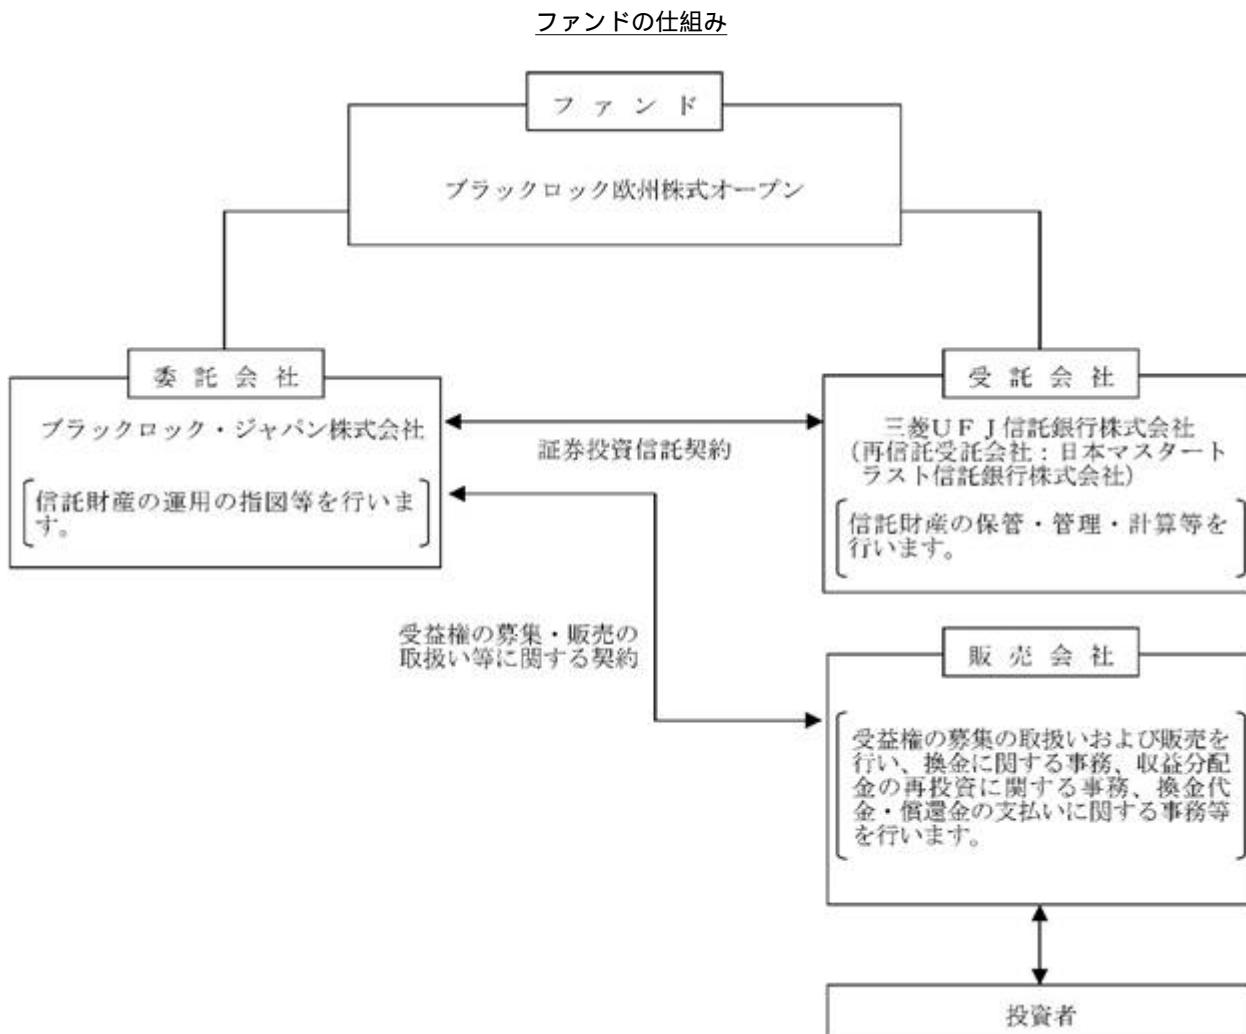 ファンドの仕組み
ファンド
ブラックロック欧州株式オープン
委託会社
ブラックロック・ジャパン株式会社
信託財産の運用の指図等を行いま
す。
証券投資信託契約
受託会社
三菱UFJ信託銀行株式会社
(再信託受託会社:日本マスタート
ラスト信託銀行株式会社)
信託財産の保管・管理・計算等を
行います。
受益権の募集・販売の
取扱い等に関する契約
販売会社
受益権の募集の取扱いおよび販売を
行い、換金に関する事務、収益分配
金の再投資に関する事務、換金代
金・償還金の支払いに関する事務等
を行います。
投資者